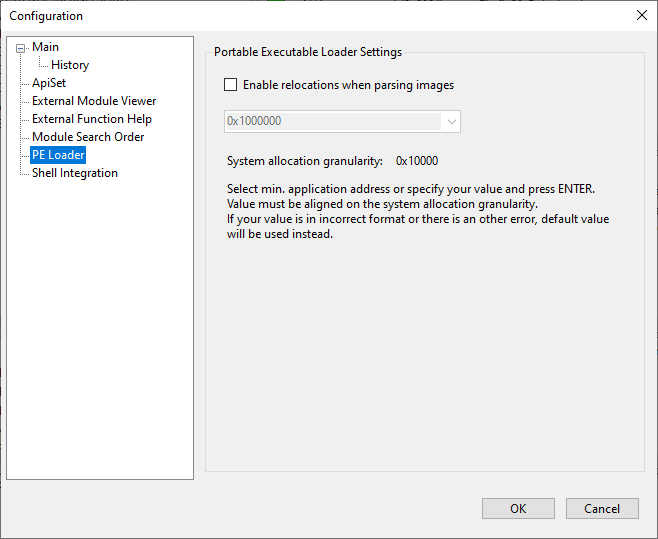 Configuration
Main
History
ApiSet
External Module Viewer
External Function Help
Module Search Order
PE Loader
Shell Integration
Portable Executable Loader Settings
Enable relocations when parsing images
0x1000000
System allocation granularity: 0x10000
Select min. application address or specify your value and press ENTER.
Value must be aligned on the system allocation granularity.
If your value is in incorrect format or there is an other error, default value
will be used instead.
OK
Cancel